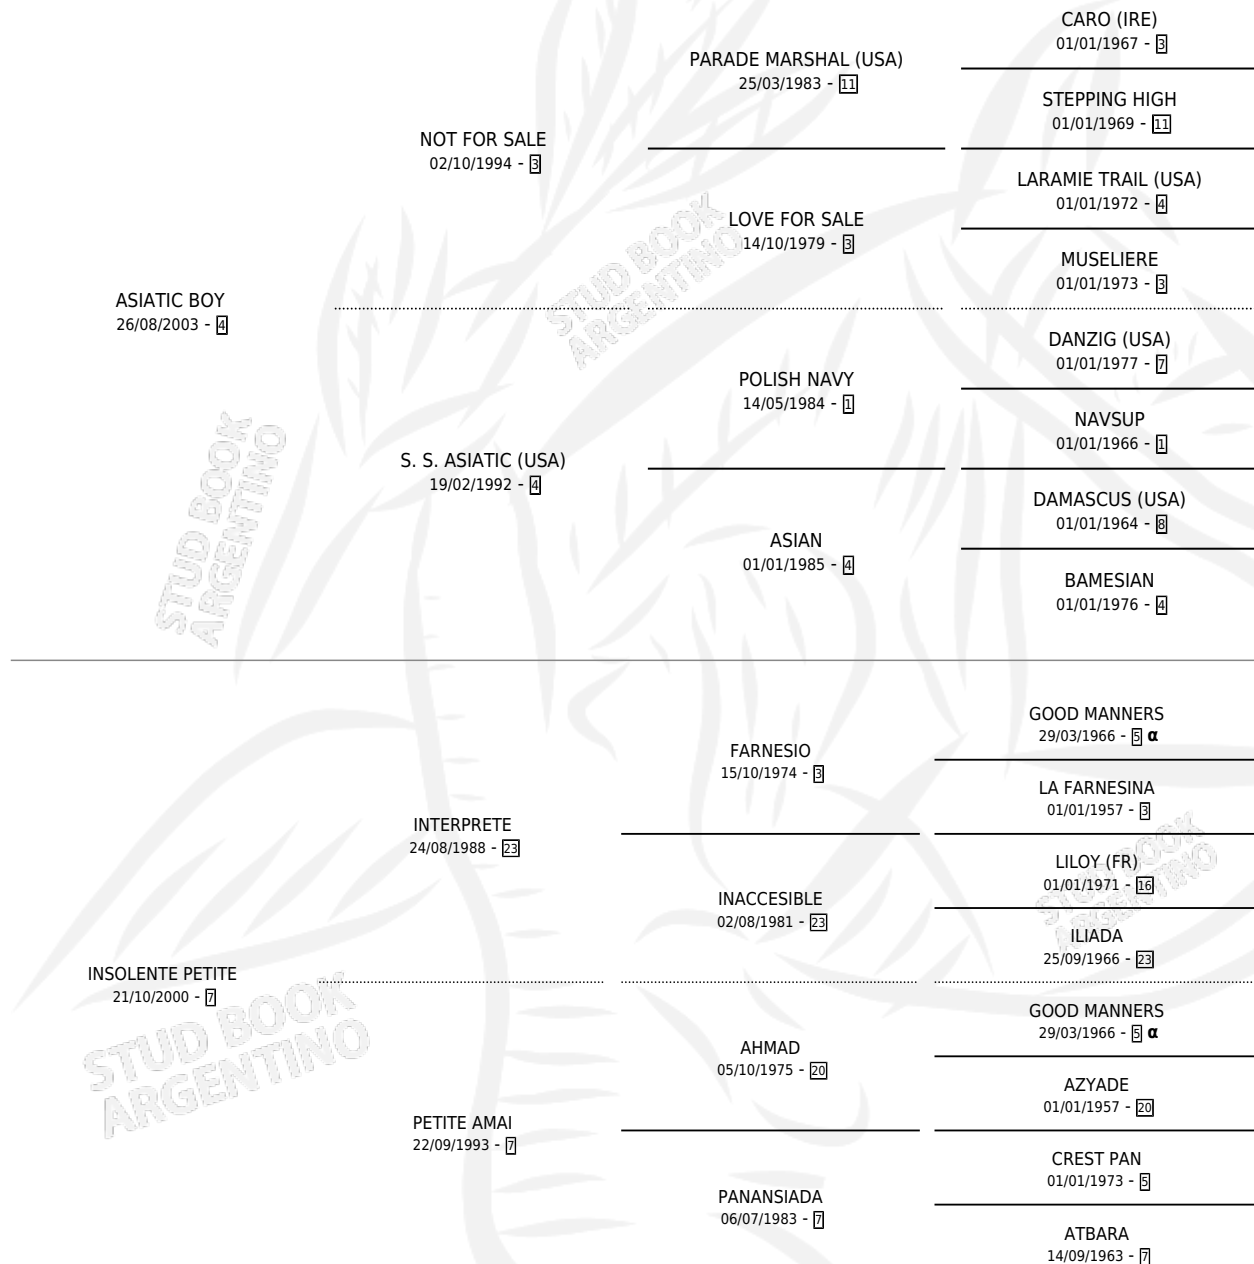 CARO (IRE)
01/01/1967 - 3
PARADE MARSHAL (USA)
25/03/1983 - 11
STEPPING HIGH
01/01/1969 - 11
NOT FOR SALE
02/10/1994 - 3
LARAMIE TRAIL (USA)
01/01/1972 - 4
LOVE FOR SALE
14/10/1979 - 3
MUSELIERE
01/01/1973 - 3
ASIATIC BOY
26/08/2003 - 4
DANZIG (USA)
01/01/1977 - 7
POLISH NAVY
14/05/1984 - 1
NAVSUP
01/01/1966 - 1
S. S. ASIATIC (USA)
19/02/1992 - 4
DAMASCUS (USA)
01/01/1964 - 8
ASIAN
01/01/1985 - 4
BAMESIAN
01/01/1976 - 4
GOOD MANNERS
29/03/1966 - 5 α
FARNESIO
15/10/1974 - 3
LA FARNESINA
01/01/1957 - 3
INTERPRETE
24/08/1988 - 23
LILOY (FR)
01/01/1971 - 16
INACCESIBLE
02/08/1981 - 23
ILIADA
25/09/1966 - 23
INSOLENTE PETITE
21/10/2000 - 7
GOOD MANNERS
29/03/1966 - 5 α
AHMAD
05/10/1975 - 20
AZYADE
01/01/1957 - 20
PETITE AMAI
22/09/1993 - 7
CREST PAN
01/01/1973 - 5
PANANSIADA
06/07/1983 - 7
ATBARA
14/09/1963 - 7
STUD BOOK
ARGENTINO
STUD BOOK
ARGENTINO
STUD BOOK
ARGENTINO
STUD BOOK
ARGENTINO